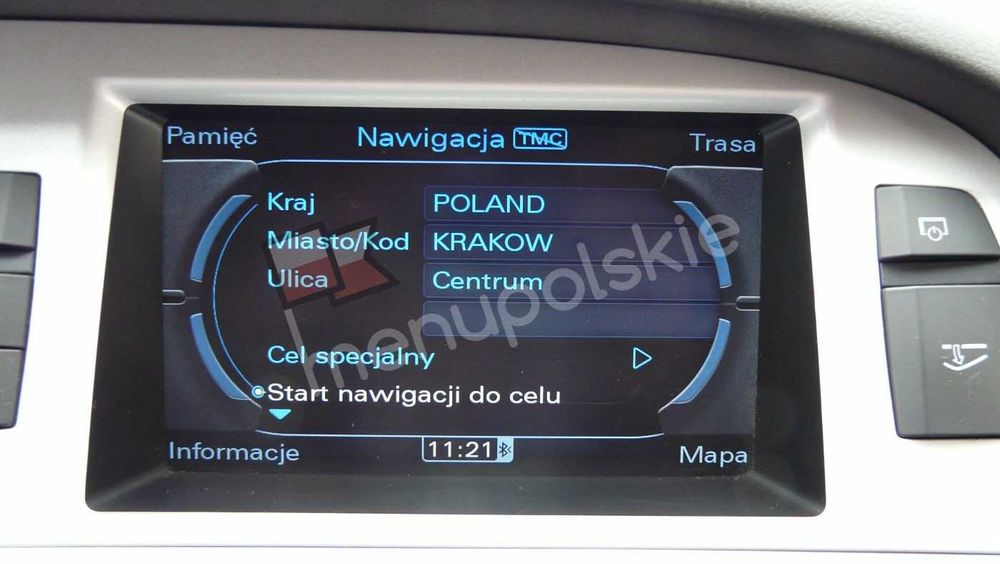 Pamięć Nawigacja TMC Trasa
Kraj POLAND
Miasto/Kod KRAKOW
Ulica Centrum
Cel specjalny
Start nawigacji do celu
Informacje 11:21 Mapa
menupolskie